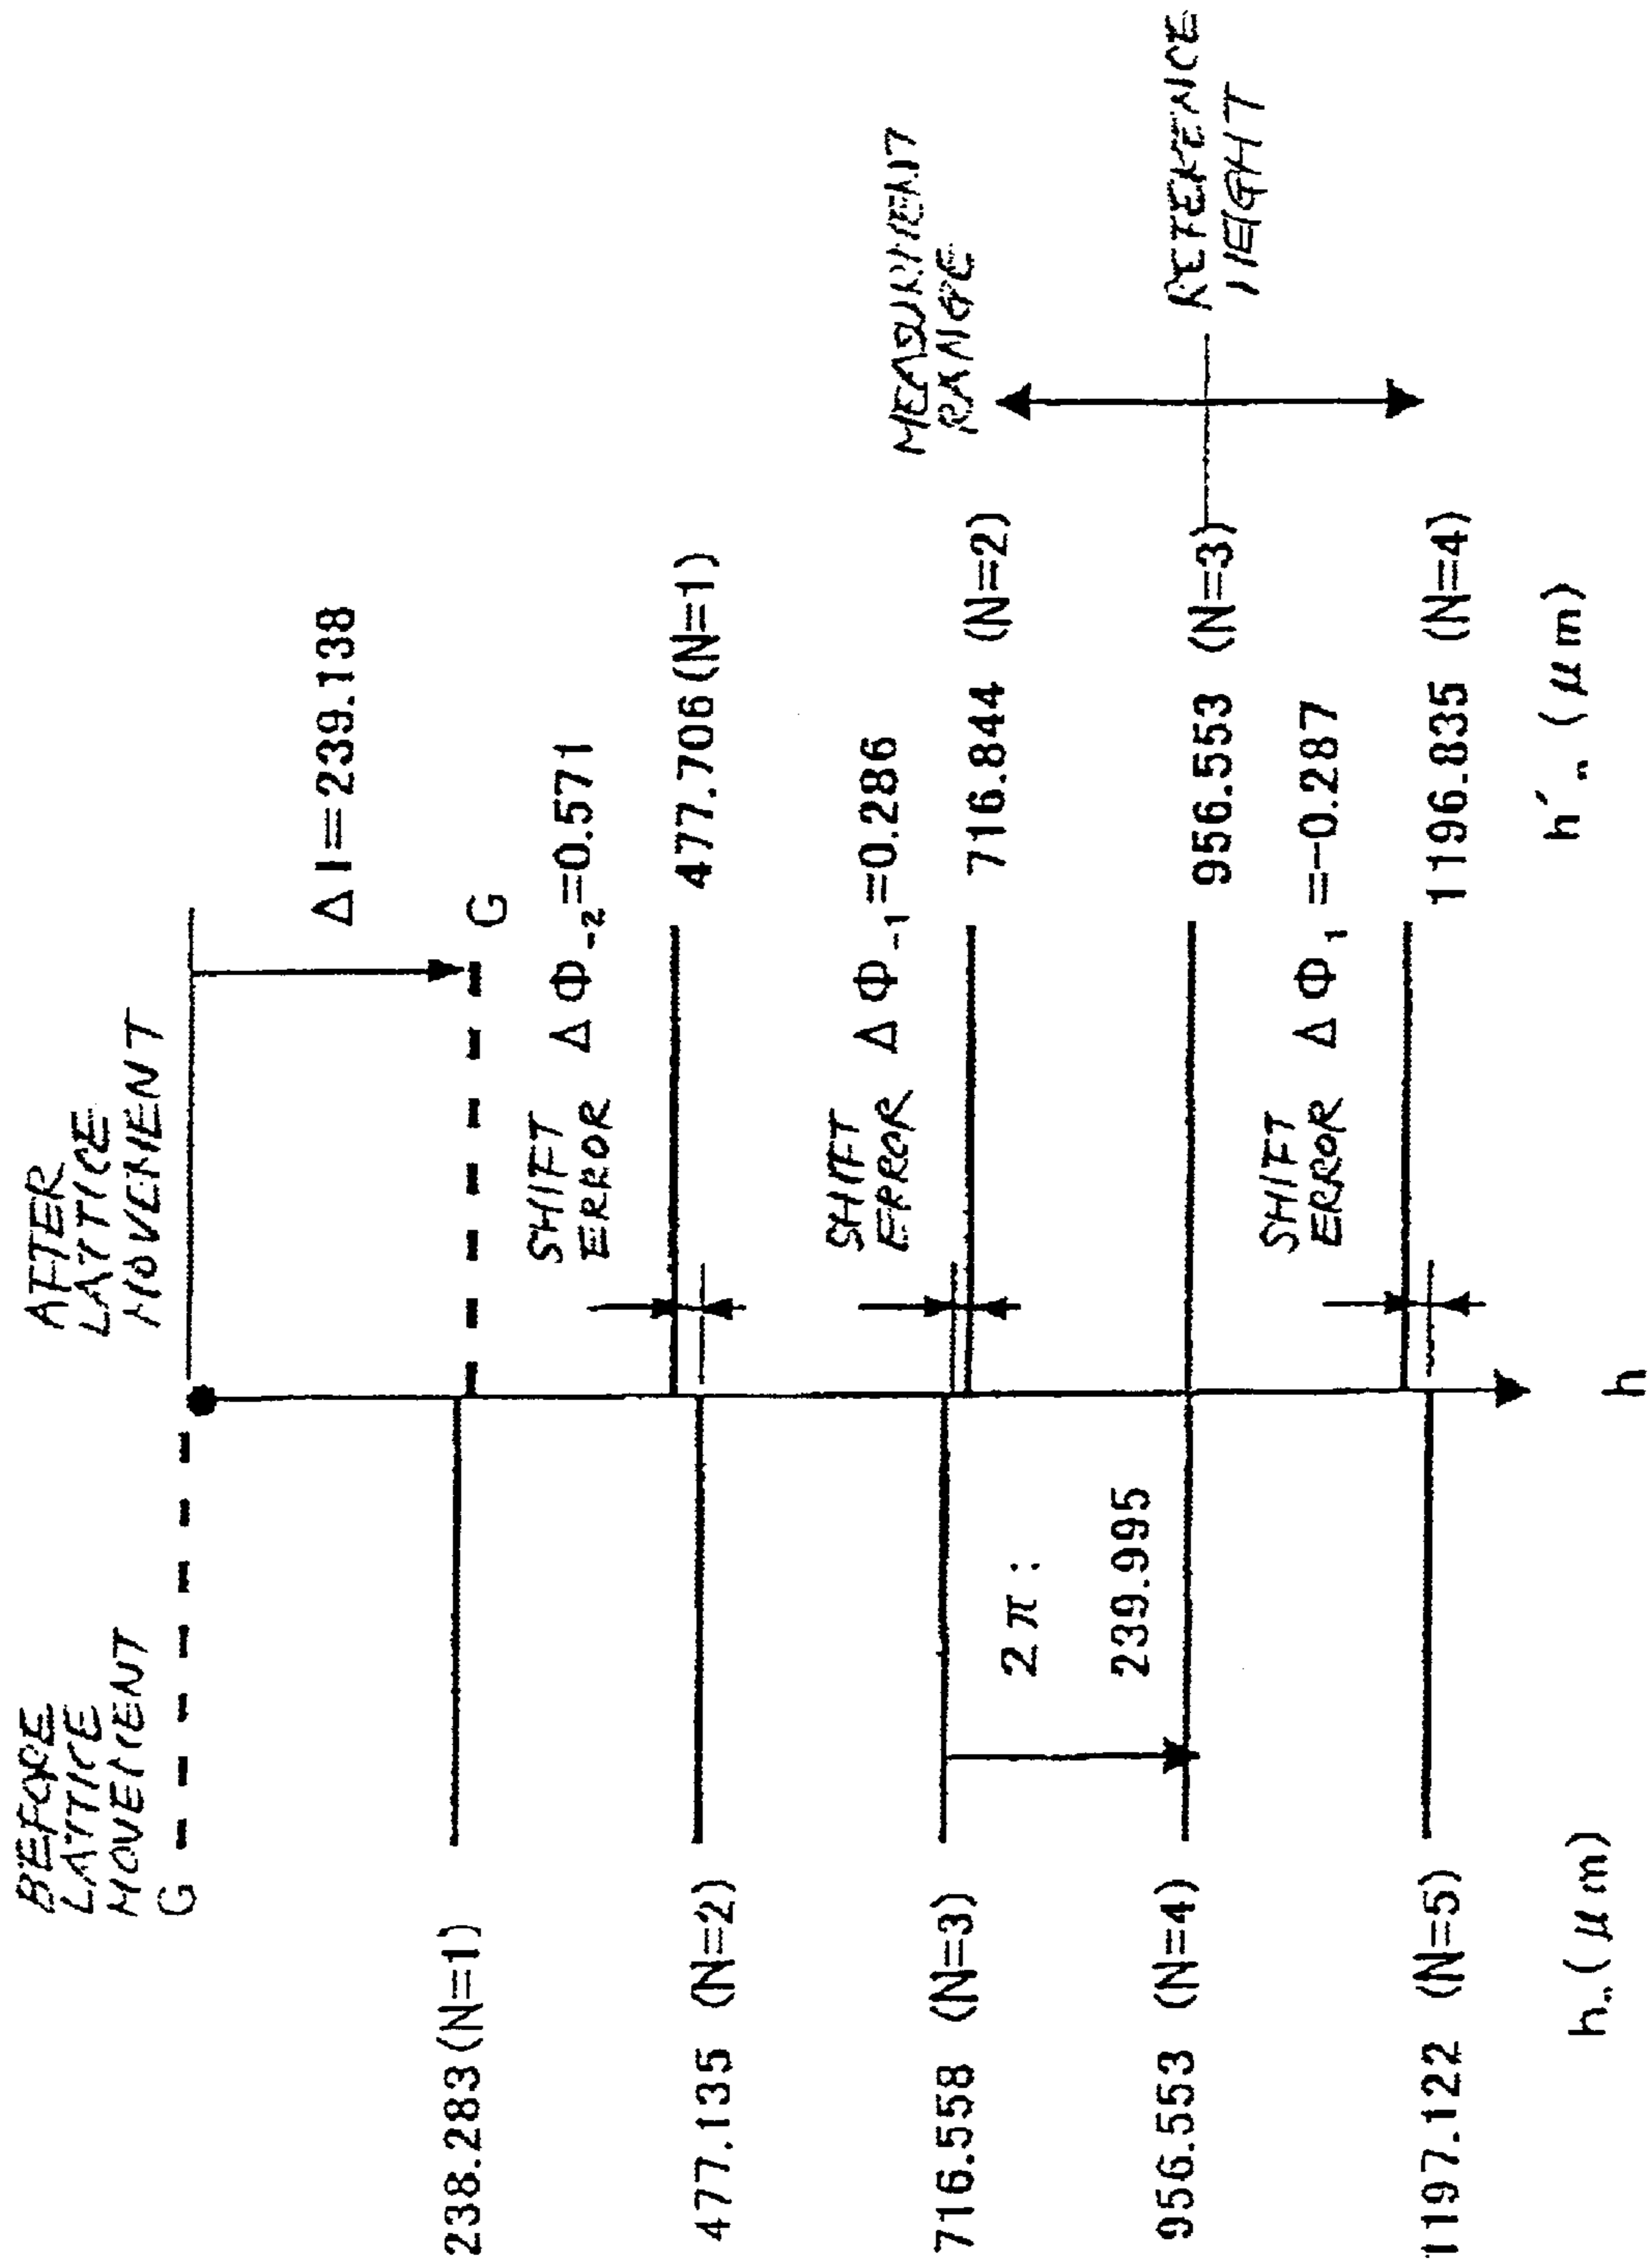 BEFORE
LATTICE
MOVEMENT
G
AFTER
LATTICE
MOVEMENT
Δl=239.138
G
238.283(N=1)
SHIFT
ERROR ΔΦ₋₂=0.571
477.135 (N=2)
477.706(N=1)
SHIFT
ERROR ΔΦ₋₁=0.286
716.558 (N=3)
716.844 (N=2)
MEASUREMENT
RANGE
2π:
239.995
956.553 (N=4)
956.553 (N=3)
REFERENCE
HEIGHT
SHIFT
ERROR ΔΦ₁=-0.287
1197.122 (N=5)
1196.835 (N=4)
hₙ(μm)
h
h'ₙ(μm)